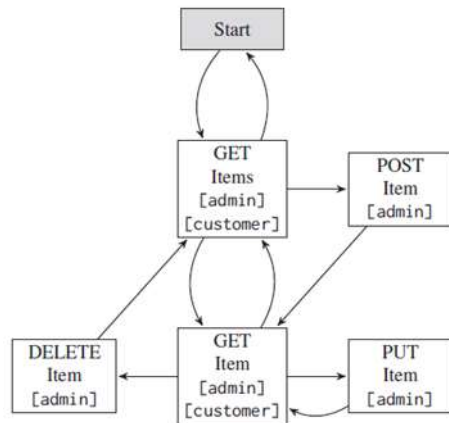 Start
GET
Items
[admin]
[customer]
POST
Item
[admin]
DELETE
Item
[admin]
GET
Item
[admin]
[customer]
PUT
Item
[admin]